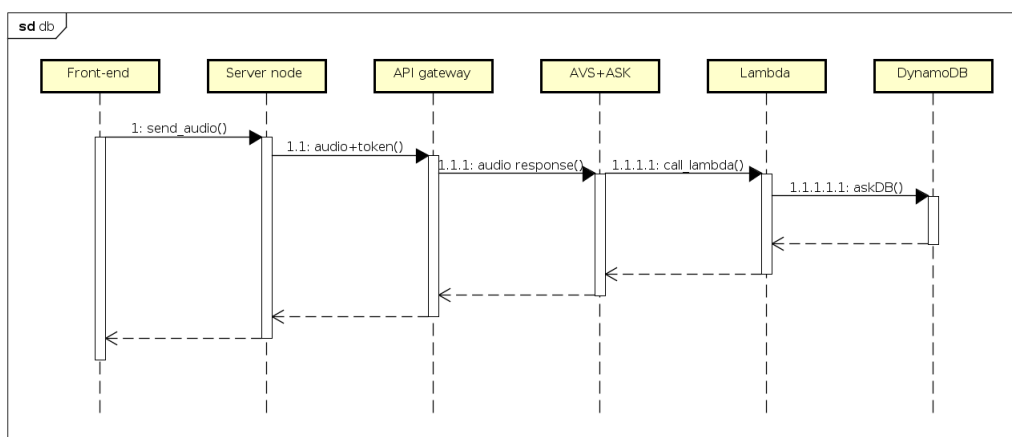 sd db
Front-end
Server node
API gateway
AVS+ASK
Lambda
DynamoDB
1: send_audio()
1.1: audio+token()
1.1.1: audio response()
1.1.1.1: call_lambda()
1.1.1.1.1: askDB()